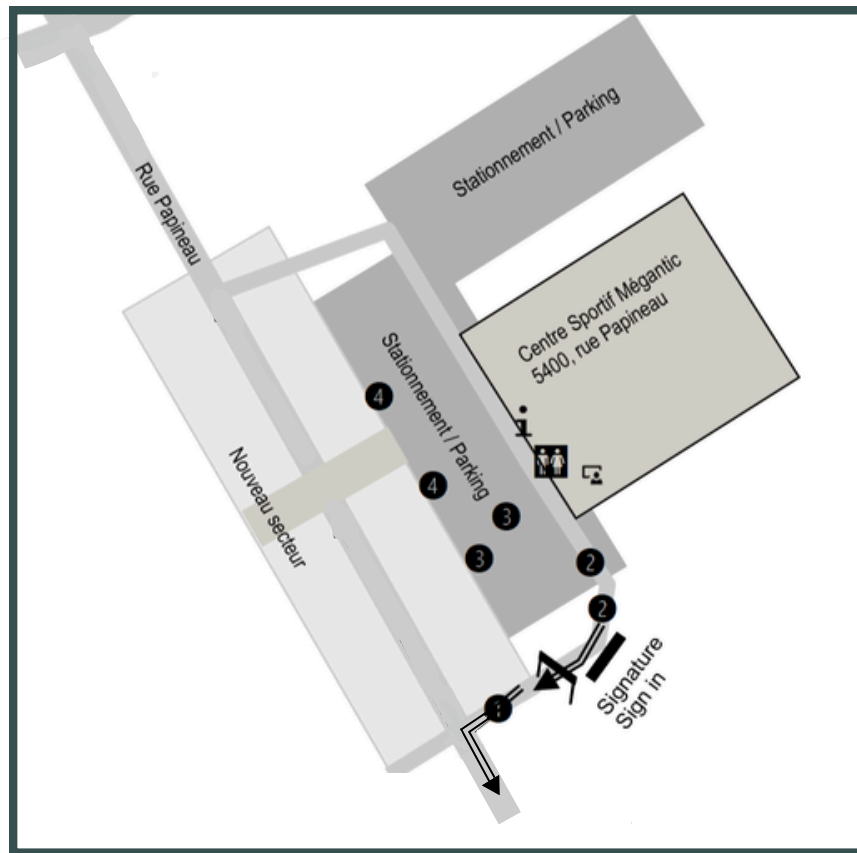 Stationnement / Parking
Rue Papineau
Centre Sportif Mégantic
5400, rue Papineau
Stationnement / Parking
4
Nouveau secteur
4
3
3
2
2
Signature
Sign in
1